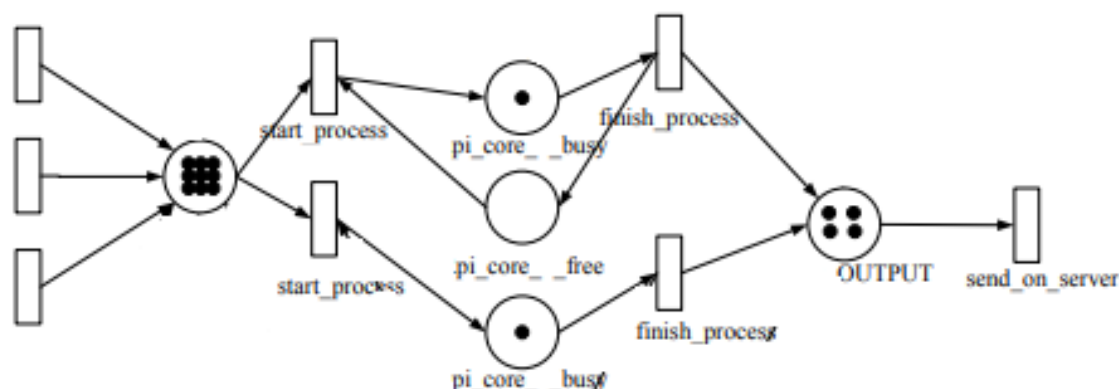 start_process
finish_process
pi_core_ _busy
.pi_core_ _free
OUTPUT
send_on_server
start_process
finish_process
pi_core_ _busy